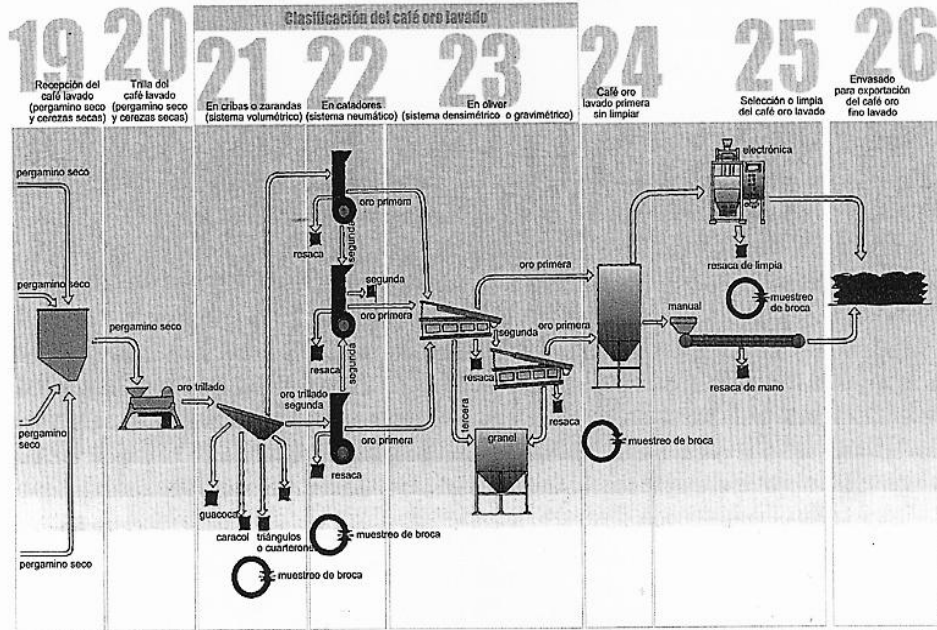 Clasificación del café oro lavado
19
20
21
22
23
24
25
26
Recepción del
café lavado
(pergamino seco
y cerezas secas)
Trilla del
café lavado
(pergamino seco
y cerezas secas)
En cribas o zarandas
(sistema volumétrico)
En catadores
(sistema neumático)
En oliver
(sistema densimétrico o gravimétrico)
Café oro
lavado primera
sin limpiar
Selección o limpia
del café oro lavado
Envasado
para exportación
del café oro
fino lavado
pergamino seco
pergamino seco
pergamino seco
pergamino
seco
pergamino seco
oro trillado
guacoca
caracol
triángulos
o cuarterones
muestreo de broca
oro primera
resaca
segunda
segunda
oro primera
resaca
segunda
oro trillado
segunda
oro primera
resaca
muestreo de broca
oro primera
segunda
resaca
oro primera
resaca
tercera
granel
muestreo de broca
electrónica
resaca de limpia
muestreo
de broca
manual
resaca de mano